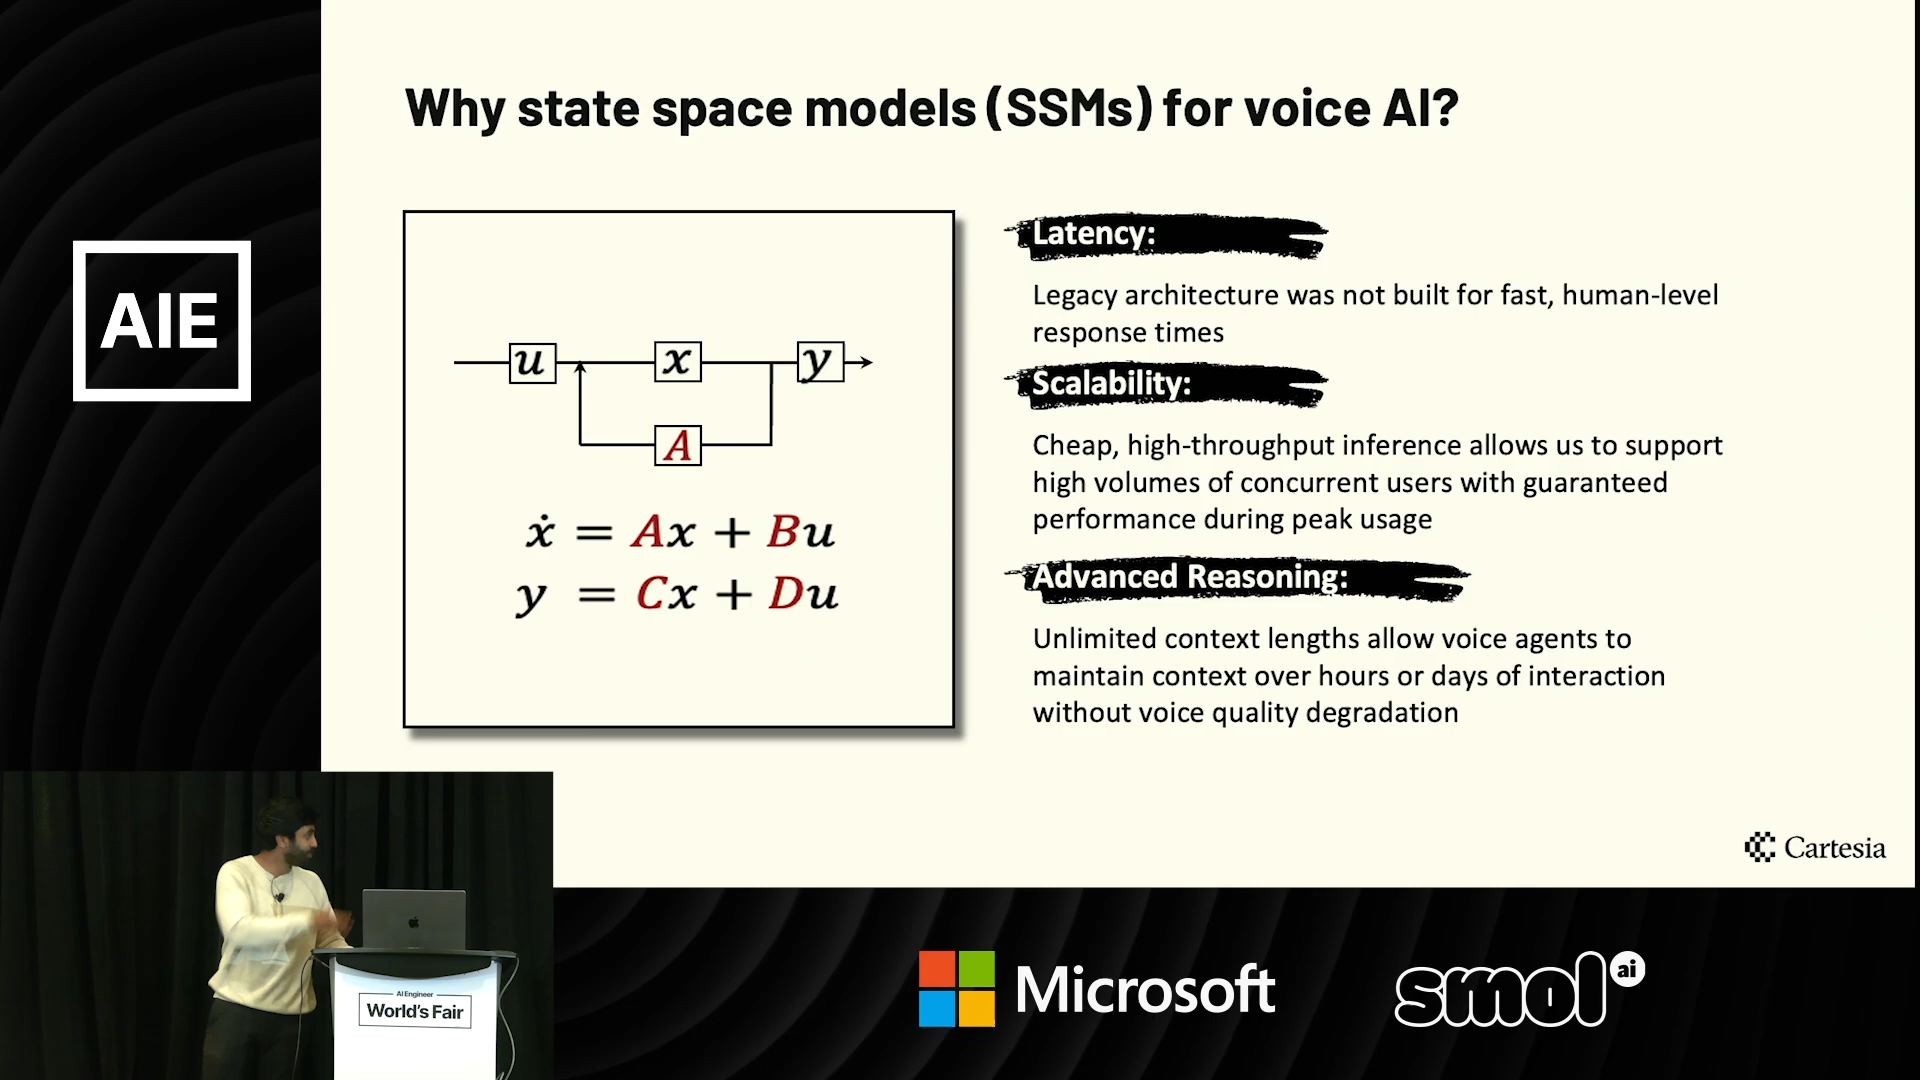 Why state space models (SSMs) for voice AI?
AIE
u
x
y
A
ẋ = Ax + Bu
y = Cx + Du
Latency:
Legacy architecture was not built for fast, human-level
response times
Scalability:
Cheap, high-throughput inference allows us to support
high volumes of concurrent users with guaranteed
performance during peak usage
Advanced Reasoning:
Unlimited context lengths allow voice agents to
maintain context over hours or days of interaction
without voice quality degradation
Cartesia
AI Engineer
World's Fair
Microsoft
smol ai